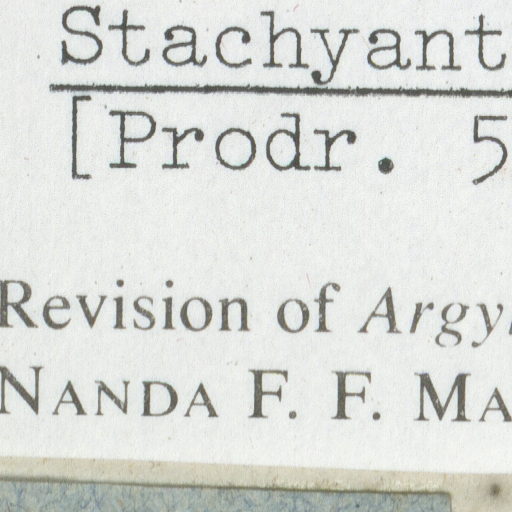 Stachyant
[Prodr. 5
Revision of Argy
NANDA F. F. MA